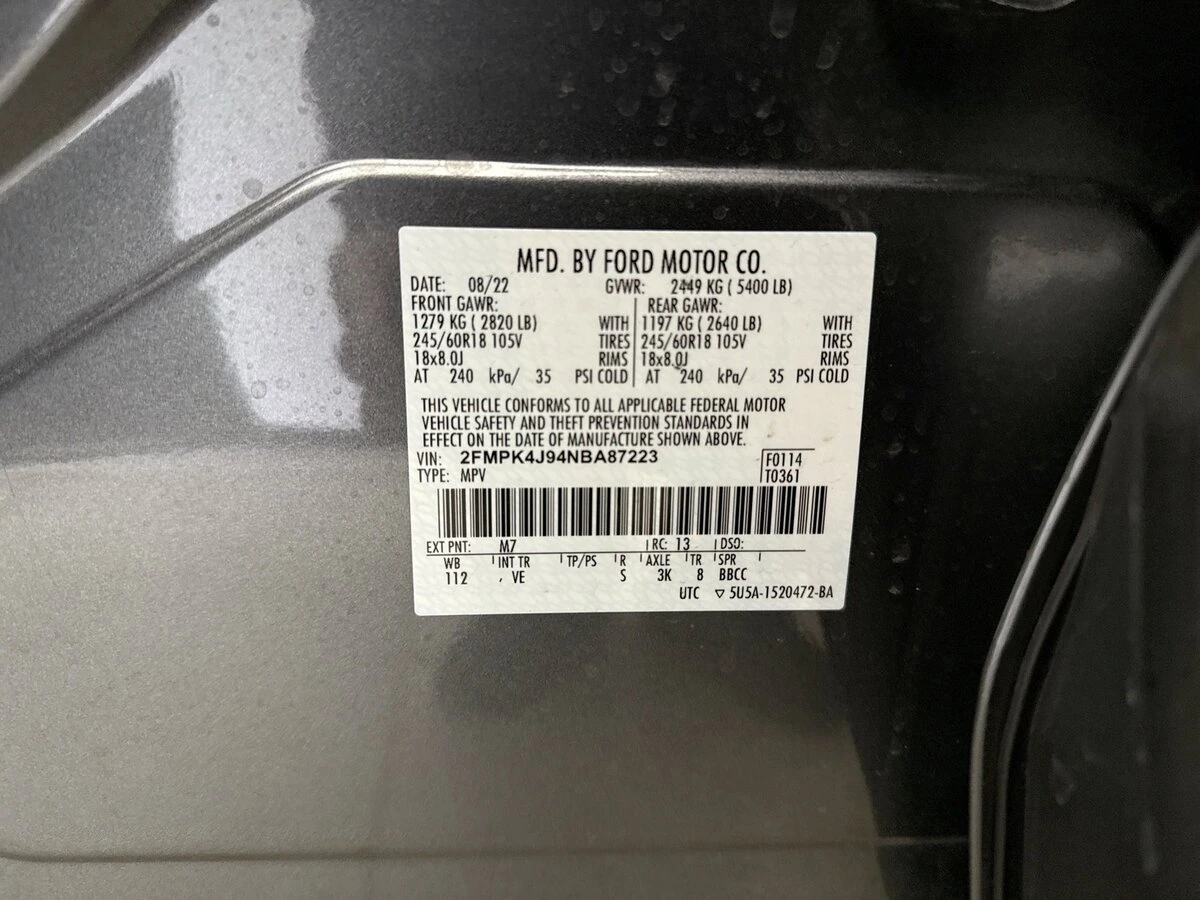 MFD. BY FORD MOTOR CO.
DATE: 08/22 GVWR: 2449 KG ( 5400 LB)
FRONT GAWR: REAR GAWR:
1279 KG ( 2820 LB) WITH 1197 KG ( 2640 LB) WITH
245/60R18 105V TIRES 245/60R18 105V TIRES
18x8.0J RIMS 18x8.0J RIMS
AT 240 kPa/ 35 PSI COLD AT 240 kPa/ 35 PSI COLD
THIS VEHICLE CONFORMS TO ALL APPLICABLE FEDERAL MOTOR
VEHICLE SAFETY AND THEFT PREVENTION STANDARDS IN
EFFECT ON THE DATE OF MANUFACTURE SHOWN ABOVE.
VIN: 2FMPK4J94NBA87223 F0114
TYPE: MPV T0361
EXT PNT: M7 RC: 13 DSO:
WB INT TR TP/PS R AXLE TR SPR
112 VE S 3K 8 BBCC
UTC ▽ 5U5A-1520472-BA